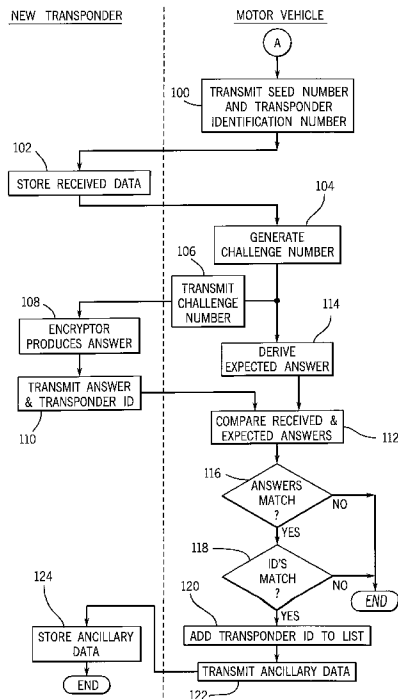 NEW TRANSPONDER
MOTOR VEHICLE
A
100
TRANSMIT SEED NUMBER
AND TRANSPONDER
IDENTIFICATION NUMBER
102
STORE RECEIVED DATA
104
GENERATE
CHALLENGE NUMBER
106
TRANSMIT
CHALLENGE
NUMBER
108
ENCRYPTOR
PRODUCES ANSWER
114
DERIVE
EXPECTED ANSWER
TRANSMIT ANSWER
& TRANSPONDER ID
110
COMPARE RECEIVED &
EXPECTED ANSWERS
112
116
ANSWERS
MATCH
?
NO
YES
118
ID'S
MATCH
?
NO
YES
END
120
ADD TRANSPONDER ID TO LIST
124
STORE ANCILLARY
DATA
TRANSMIT ANCILLARY DATA
122
END